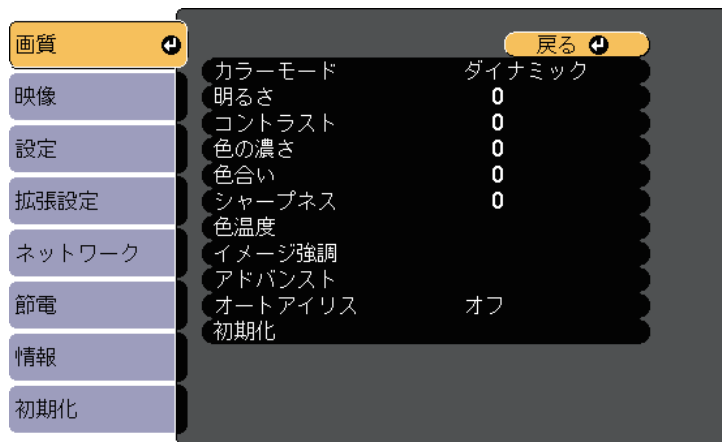 画質
映像
設定
拡張設定
ネットワーク
節電
情報
初期化
戻る
カラーモード ダイナミック
明るさ 0
コントラスト 0
色の濃さ 0
色合い 0
シャープネス 0
色温度
イメージ強調
アドバンスト
オートアイリス オフ
初期化